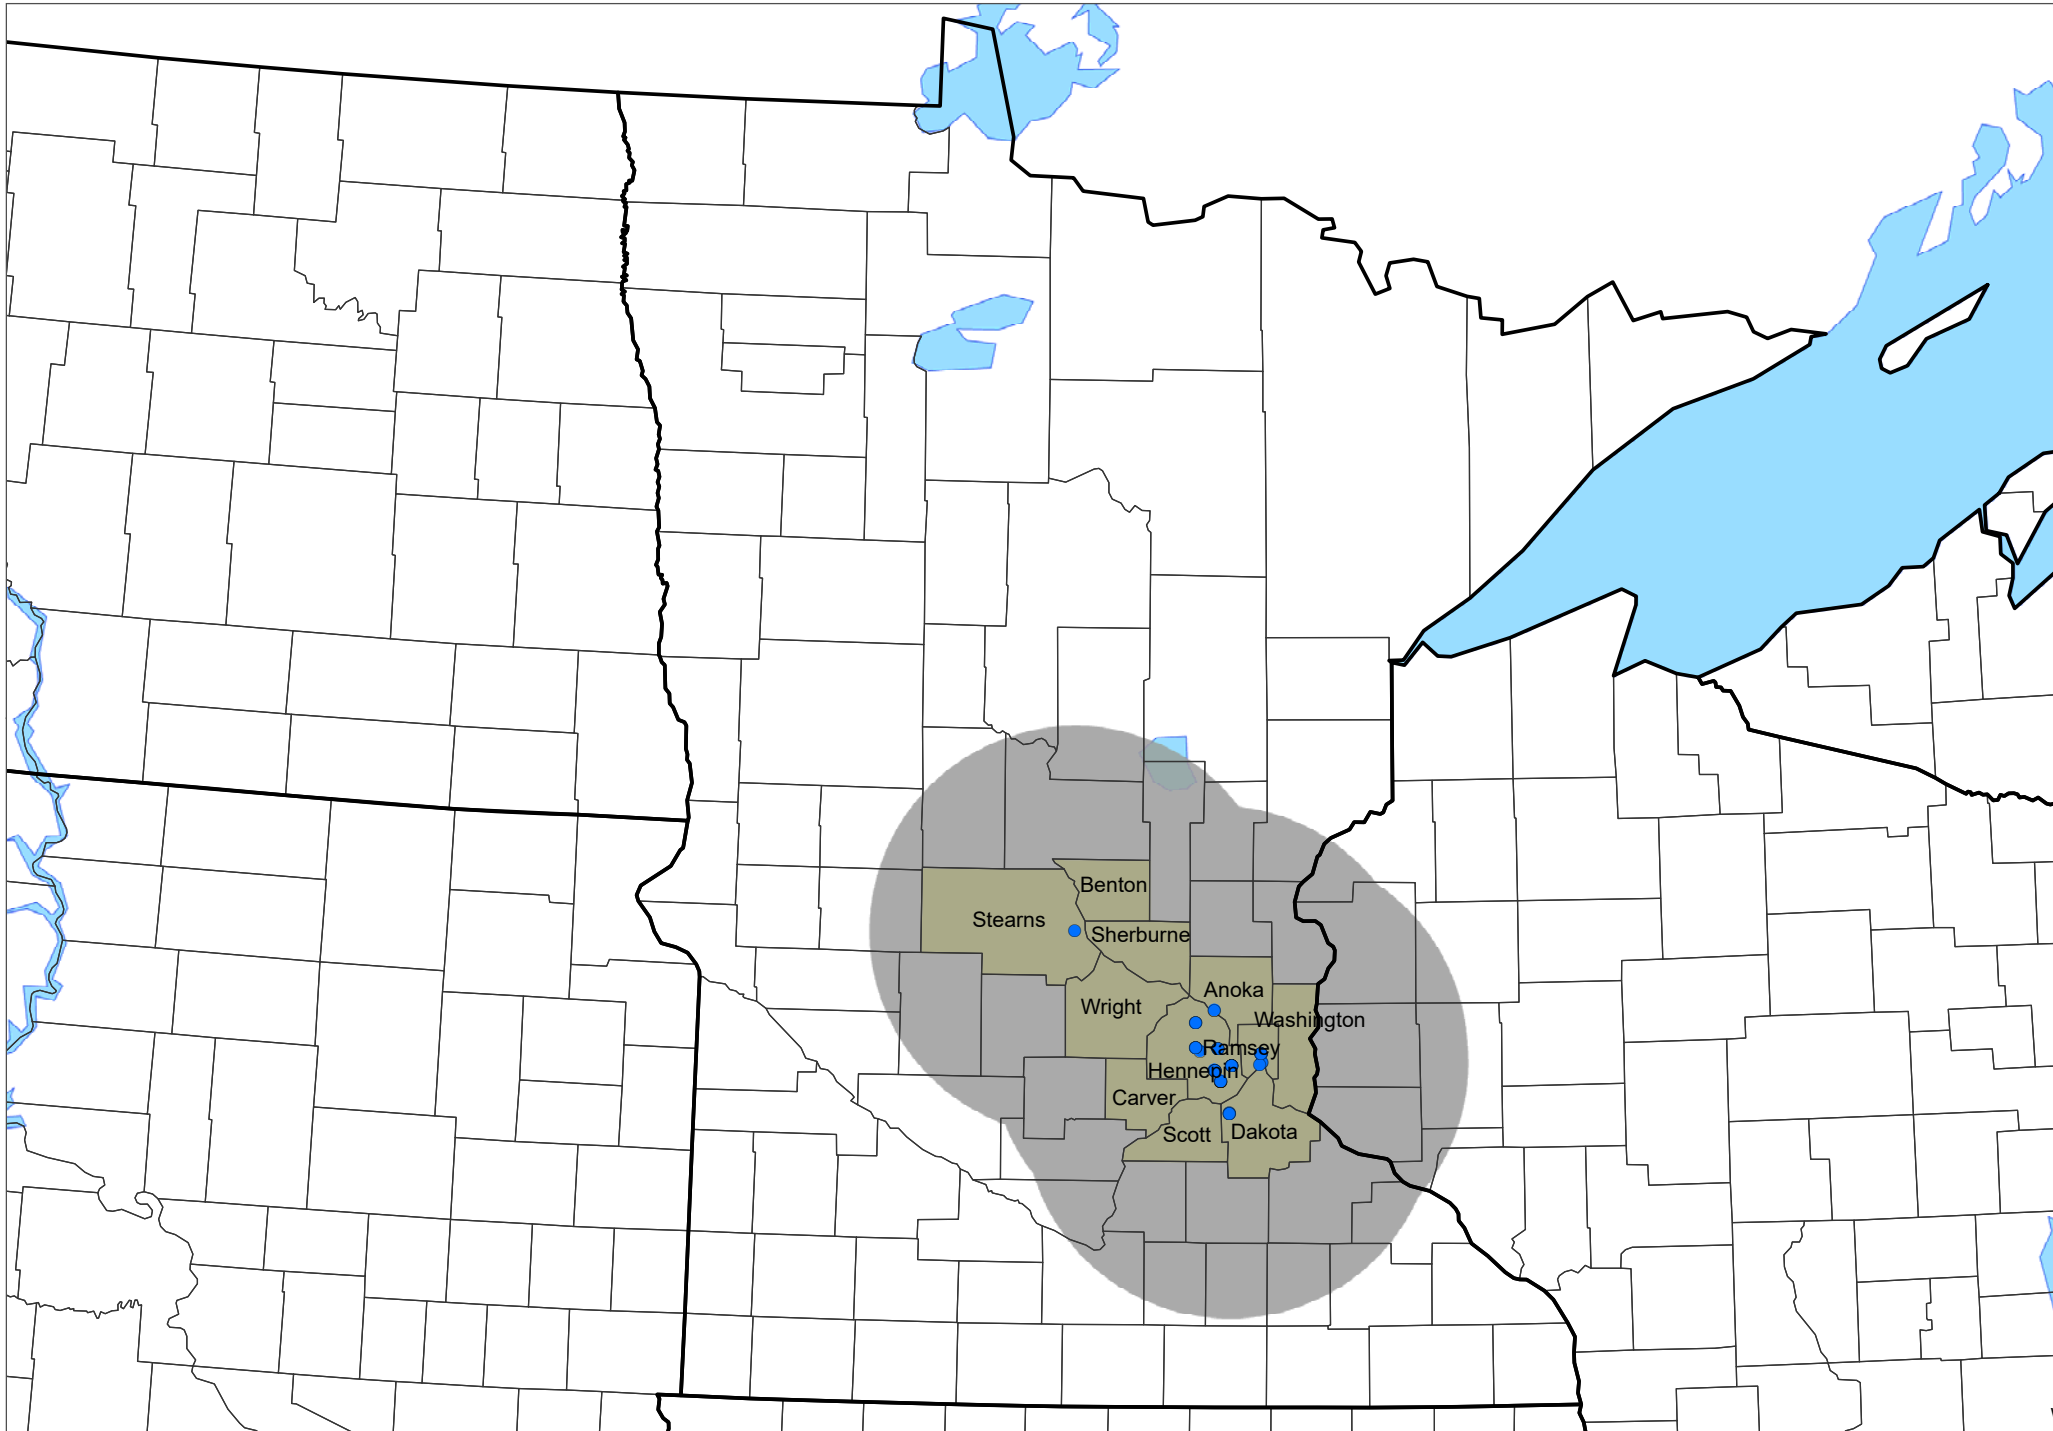 Benton
Stearns
Sherburne
Anoka
Wright
Washington
Ramsey
Hennepin
Carver
Scott
Dakota